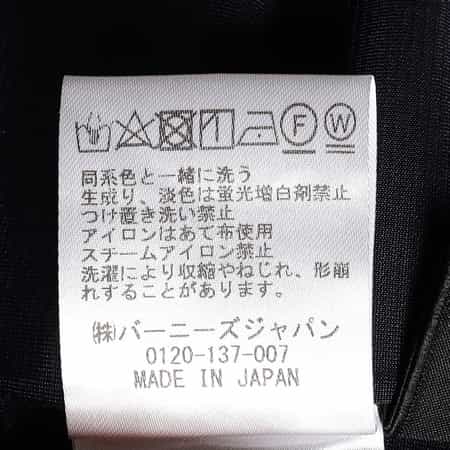 F W
同系色と一緒に洗う
生成り、淡色は蛍光増白剤禁止
つけ置き洗い禁止
アイロンはあて布使用
スチームアイロン禁止
洗濯により収縮やねじれ、形崩
れすることがあります。
㈱バーニーズジャパン
0120-137-007
MADE IN JAPAN